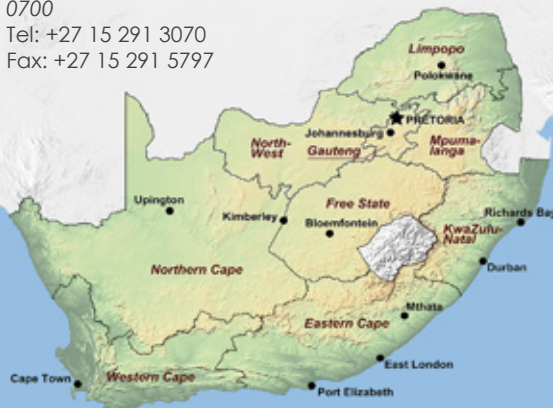 0700
Tel: +27 15 291 3070
Fax: +27 15 291 5797
Limpopo
Polokwane
PRETORIA
Johannesburg
North-
West
Gauteng
Mpuma-
langa
Upington
Free State
Kimberley
Bloemfontein
Richards Bay
KwaZulu-
Natal
Northern Cape
Durban
Mthata
Eastern Cape
East London
Cape Town
Western Cape
Port Elizabeth